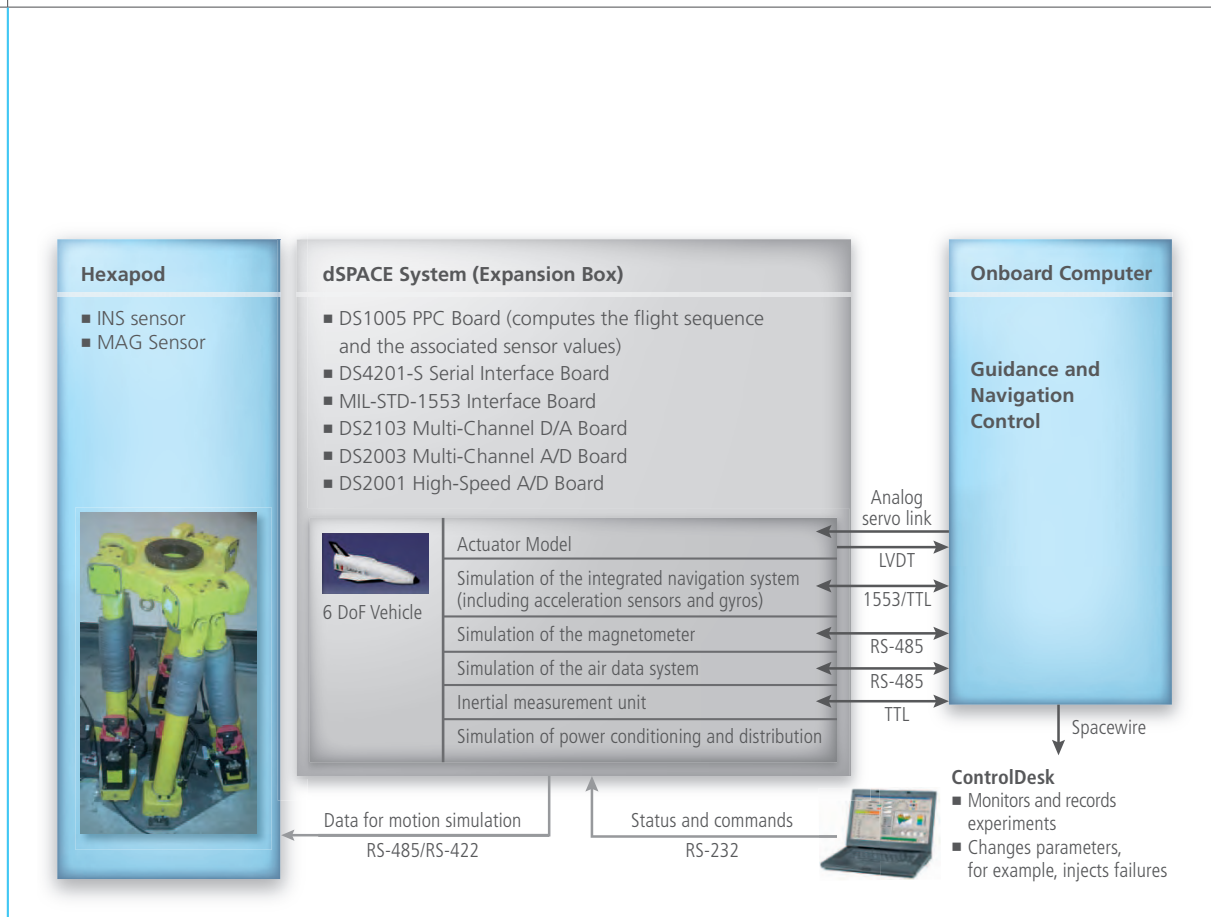 Hexapod
■ INS sensor
■ MAG Sensor
dSPACE System (Expansion Box)
■ DS1005 PPC Board (computes the flight sequence
and the associated sensor values)
■ DS4201-S Serial Interface Board
■ MIL-STD-1553 Interface Board
■ DS2103 Multi-Channel D/A Board
■ DS2003 Multi-Channel A/D Board
■ DS2001 High-Speed A/D Board
6 DoF Vehicle
Actuator Model
Simulation of the integrated navigation system
(including acceleration sensors and gyros)
Simulation of the magnetometer
Simulation of the air data system
Inertial measurement unit
Simulation of power conditioning and distribution
Analog
servo link
LVDT
1553/TTL
RS-485
RS-485
TTL
Onboard Computer
Guidance and
Navigation
Control
Spacewire
Data for motion simulation
RS-485/RS-422
Status and commands
RS-232
ControlDesk
■ Monitors and records
experiments
■ Changes parameters,
for example, injects failures